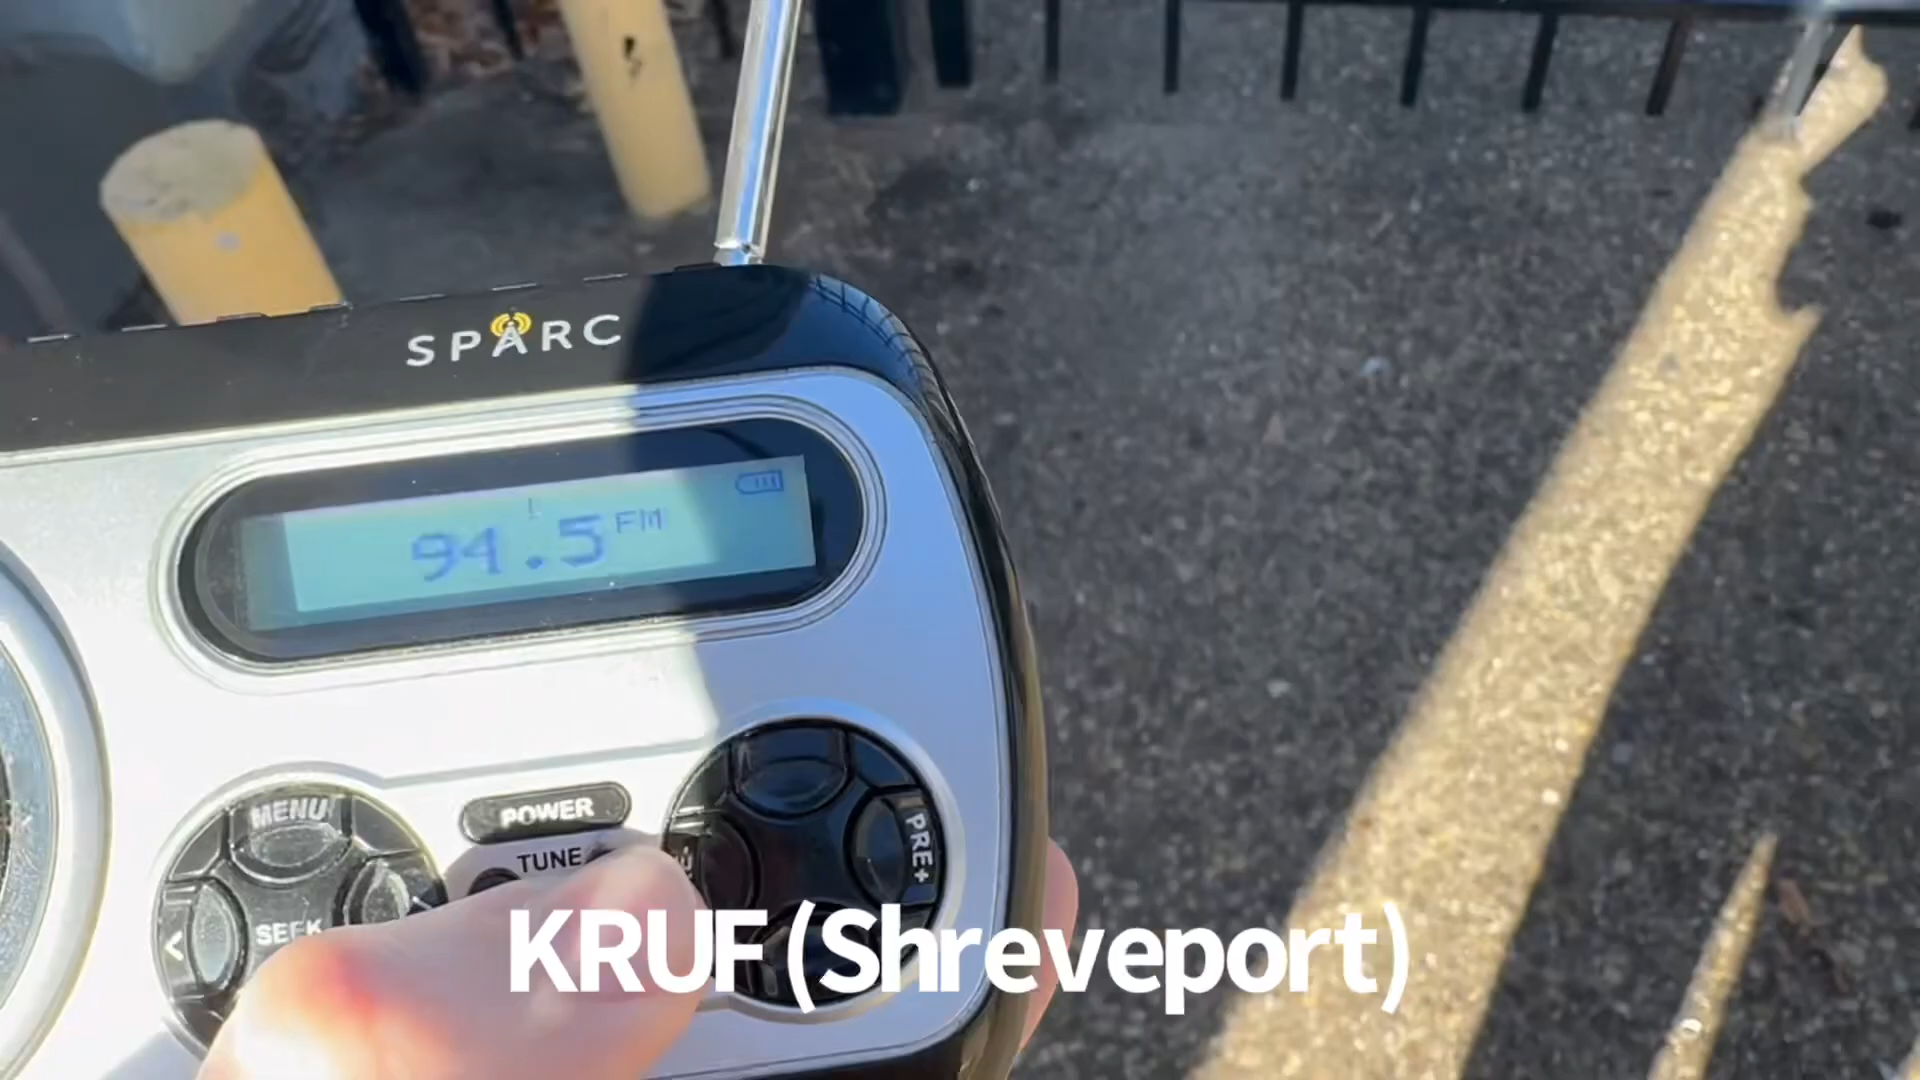 SPARC
94.5 FM
MENU
POWER
TUNE
PRE+
SEEK
<
KRUF (Shreveport)